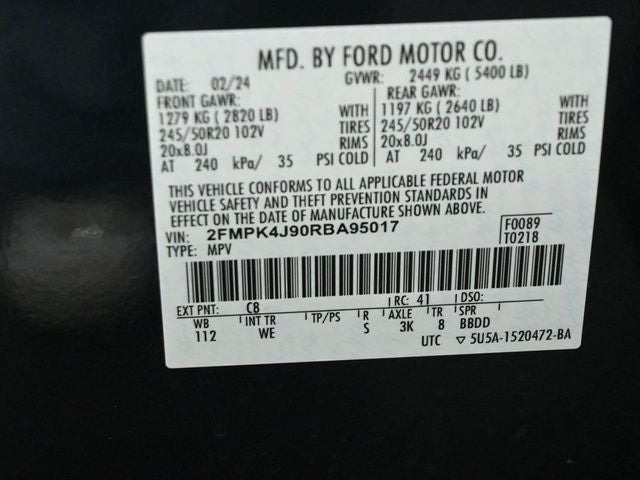 MFD. BY FORD MOTOR CO.
DATE: 02/24 GVWR: 2449 KG ( 5400 LB)
FRONT GAWR: REAR GAWR:
1279 KG ( 2820 LB) WITH 1197 KG ( 2640 LB) WITH
245/50R20 102V TIRES 245/50R20 102V TIRES
20x8.0J RIMS 20x8.0J RIMS
AT 240 kPa/ 35 PSI COLD AT 240 kPa/ 35 PSI COLD
THIS VEHICLE CONFORMS TO ALL APPLICABLE FEDERAL MOTOR
VEHICLE SAFETY AND THEFT PREVENTION STANDARDS IN
EFFECT ON THE DATE OF MANUFACTURE SHOWN ABOVE.
VIN: 2FMPK4J90RBA95017 F0089
TYPE: MPV T0218
EXT PNT: C8 RC: 41 DSO:
WB INT TR TP/PS R AXLE TR SPR
112 WE S 3K 8 BBDD
UTC ▽ 5U5A-1520472-BA